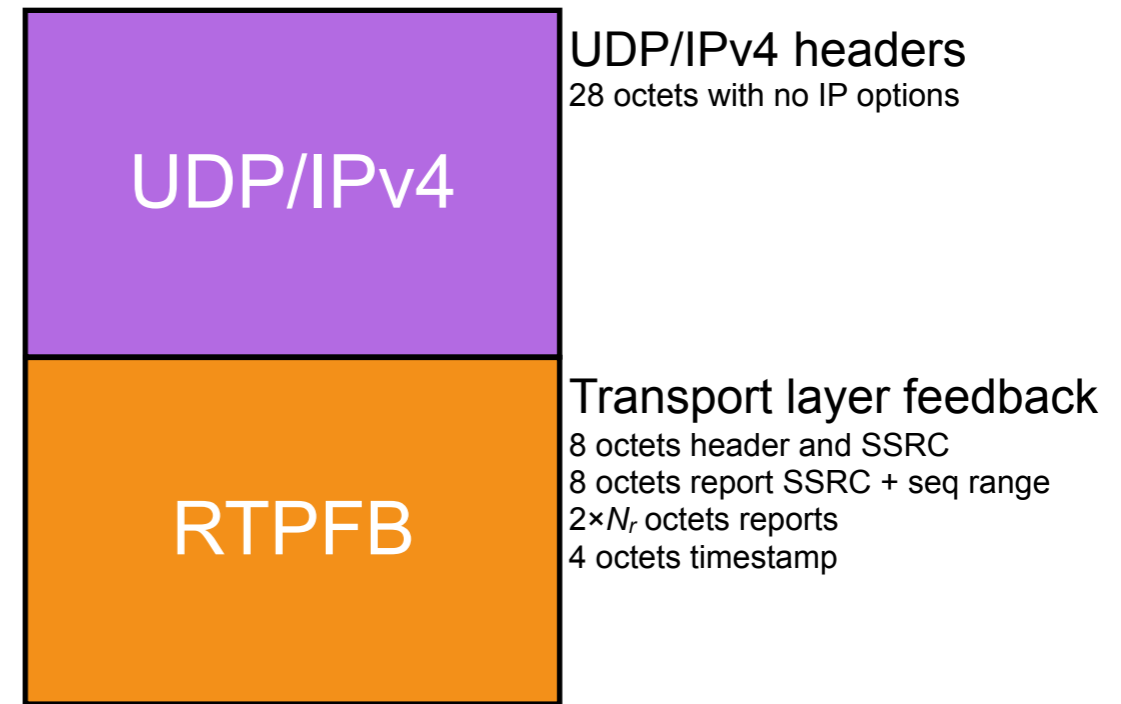 UDP/IPv4
UDP/IPv4 headers
28 octets with no IP options
RTPFB
Transport layer feedback
8 octets header and SSRC
8 octets report SSRC + seq range
2×Nr octets reports
4 octets timestamp